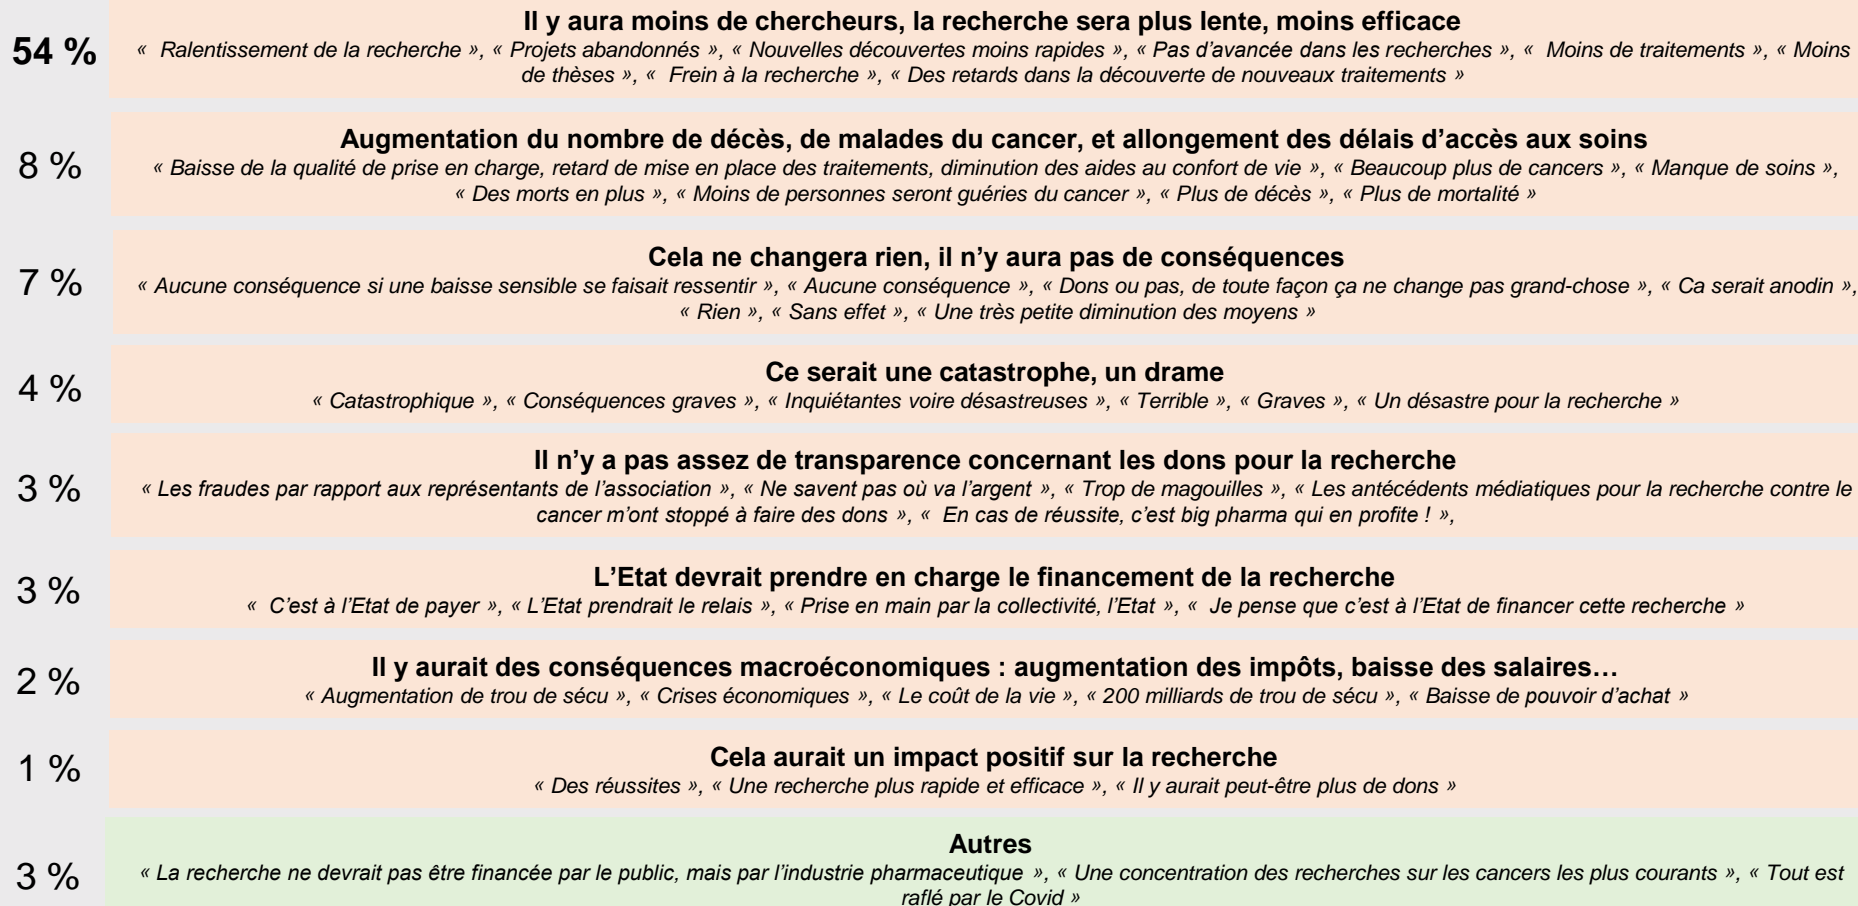 Il y aura moins de chercheurs, la recherche sera plus lente, moins efficace
54 %
«  Ralentissement de la recherche », « Projets abandonnés », « Nouvelles découvertes moins rapides », « Pas d’avancée dans les recherches », «  Moins de traitements », « Moins
de thèses », «  Frein à la recherche », « Des retards dans la découverte de nouveaux traitements »
Augmentation du nombre de décès, de malades du cancer, et allongement des délais d’accès aux soins
8 %
« Baisse de la qualité de prise en charge, retard de mise en place des traitements, diminution des aides au confort de vie », « Beaucoup plus de cancers », « Manque de soins »,
« Des morts en plus », « Moins de personnes seront guéries du cancer », « Plus de décès », « Plus de mortalité »
Cela ne changera rien, il n’y aura pas de conséquences
7 %
« Aucune conséquence si une baisse sensible se faisait ressentir », « Aucune conséquence », « Dons ou pas, de toute façon ça ne change pas grand-chose », « Ca serait anodin »,
« Rien », « Sans effet », « Une très petite diminution des moyens »
Ce serait une catastrophe, un drame
4 %
« Catastrophique », « Conséquences graves », « Inquiétantes voire désastreuses », « Terrible », « Graves », « Un désastre pour la recherche »
Il n’y a pas assez de transparence concernant les dons pour la recherche
3 %
« Les fraudes par rapport aux représentants de l’association », « Ne savent pas où va l’argent », « Trop de magouilles », « Les antécédents médiatiques pour la recherche contre le
cancer m’ont stoppé à faire des dons », «  En cas de réussite, c’est big pharma qui en profite ! »,
L’Etat devrait prendre en charge le financement de la recherche
3 %
«  C’est à l’Etat de payer », « L’Etat prendrait le relais », « Prise en main par la collectivité, l’Etat », «  Je pense que c’est à l’Etat de financer cette recherche »
Il y aurait des conséquences macroéconomiques : augmentation des impôts, baisse des salaires…
2 %
« Augmentation de trou de sécu », « Crises économiques », « Le coût de la vie », « 200 milliards de trou de sécu », « Baisse de pouvoir d’achat »
Cela aurait un impact positif sur la recherche
1 %
« Des réussites », « Une recherche plus rapide et efficace », « Il y aurait peut-être plus de dons »
Autres
3 %
« La recherche ne devrait pas être financée par le public, mais par l’industrie pharmaceutique », « Une concentration des recherches sur les cancers les plus courants », « Tout est
raflé par le Covid »